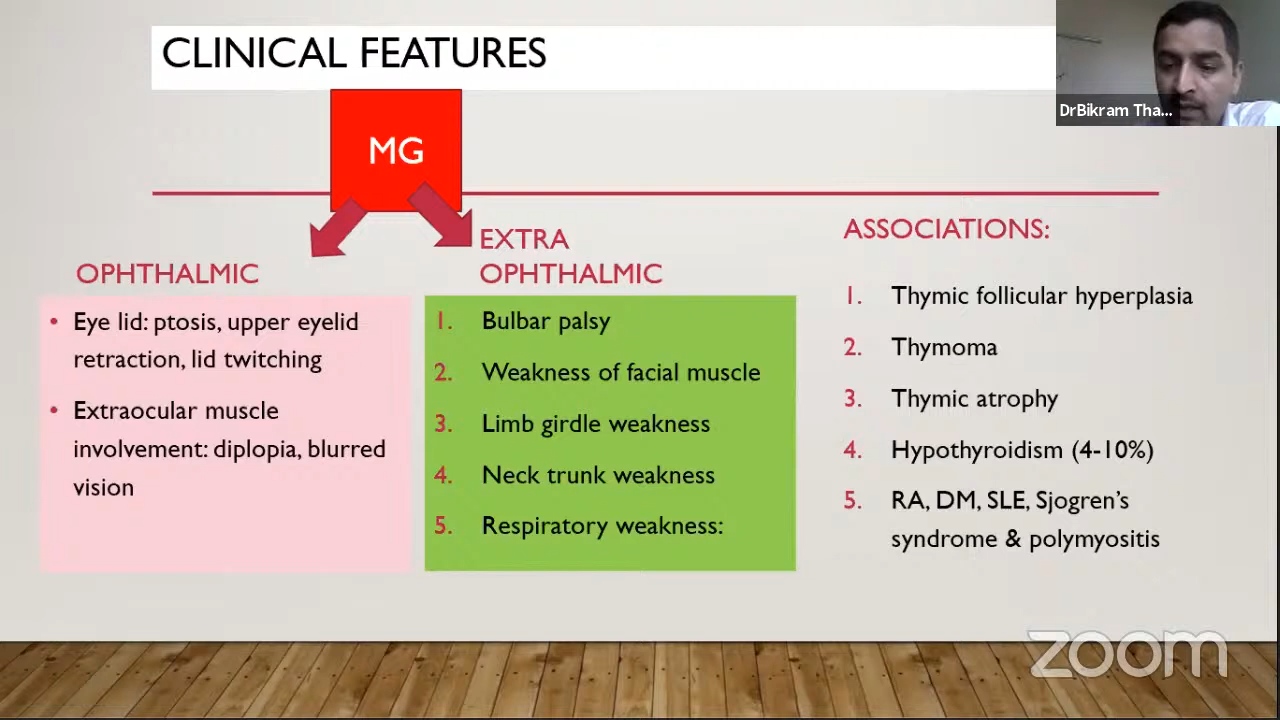 CLINICAL FEATURES
DrBikram Tha...
MG
OPHTHALMIC
• Eye lid: ptosis, upper eyelid
retraction, lid twitching
• Extraocular muscle
involvement: diplopia, blurred
vision
EXTRA
OPHTHALMIC
1. Bulbar palsy
2. Weakness of facial muscle
3. Limb girdle weakness
4. Neck trunk weakness
5. Respiratory weakness:
ASSOCIATIONS:
1. Thymic follicular hyperplasia
2. Thymoma
3. Thymic atrophy
4. Hypothyroidism (4-10%)
5. RA, DM, SLE, Sjogren’s
syndrome & polymyositis
zoom